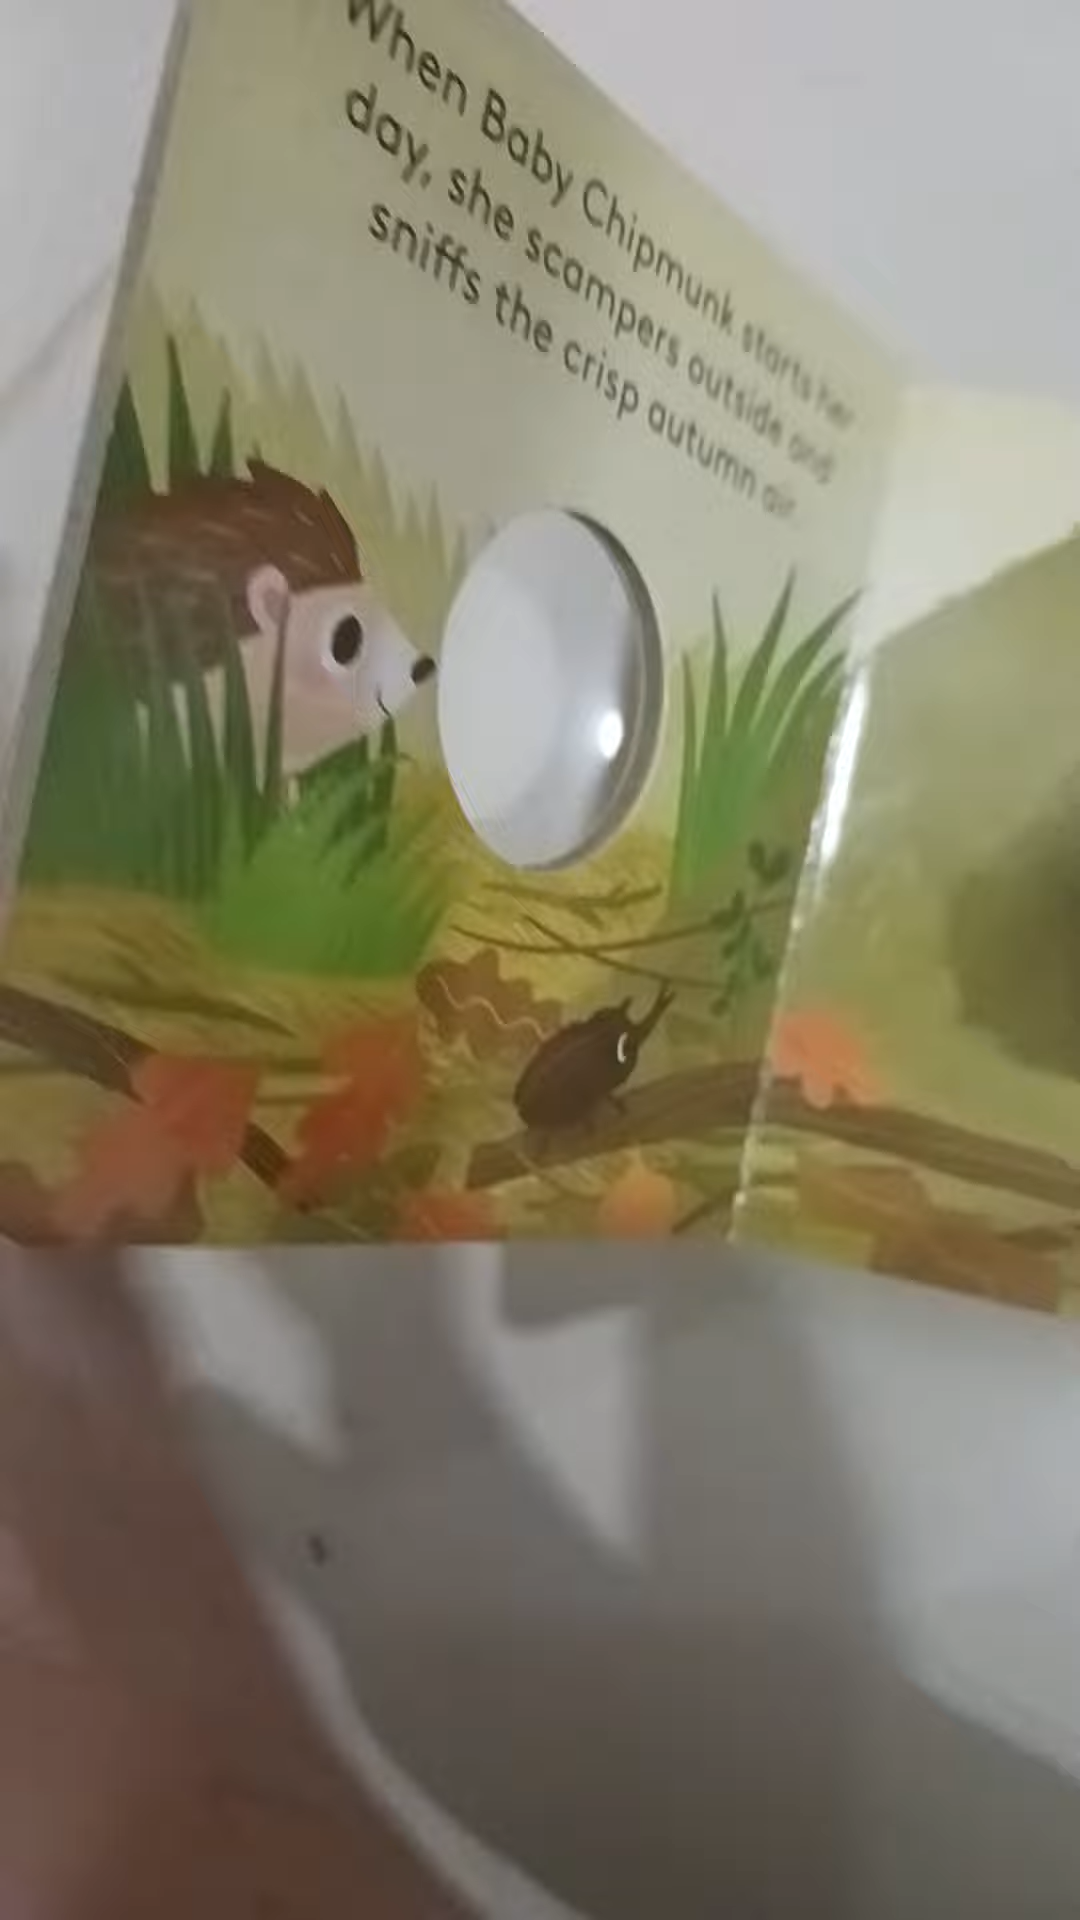 When Baby Chipmunk starts her
day, she scampers outside and
sniffs the crisp autumn air.